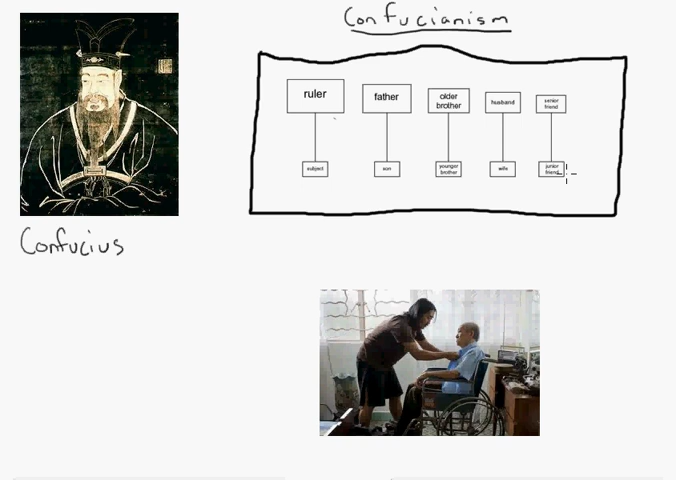 Confucianism
ruler
father
older
brother
husband
senior
friend
subject
son
younger
brother
wife
junior
friend
Confucius